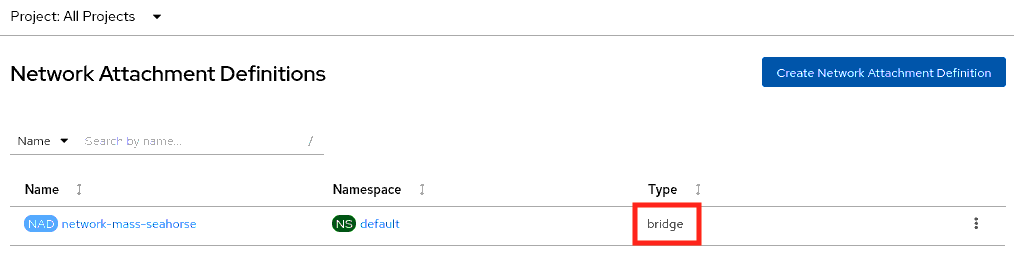 Project: All Projects
Network Attachment Definitions
Create Network Attachment Definition
Name Search by name... /
Name Namespace Type
NAD network-mass-seahorse NS default bridge